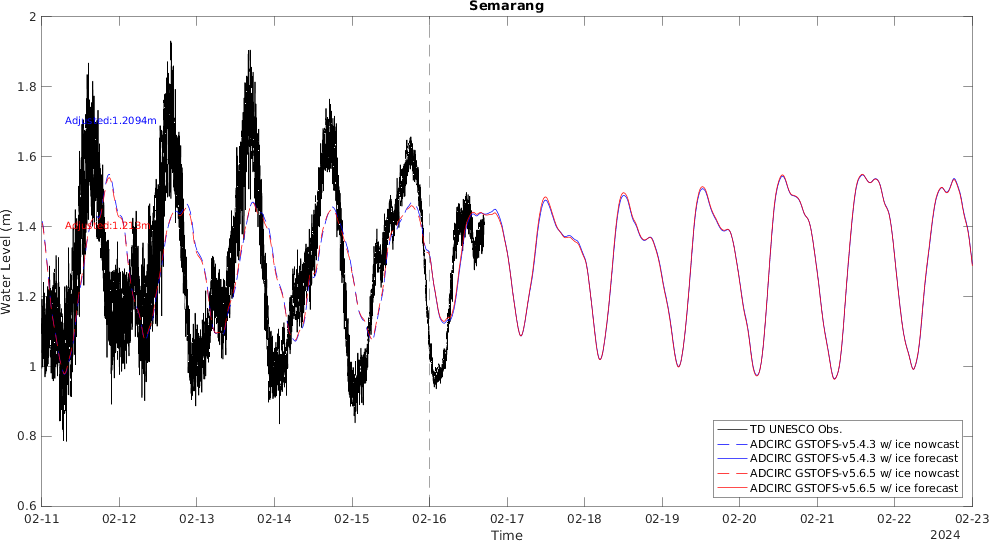 Semarang
2
1.8
1.6
1.4
1.2
1
0.8
0.6
Water Level (m)
Adjusted:1.2094m
Adjusted:1.213m
TD UNESCO Obs.
ADCIRC GSTOFS-v5.4.3 w/ ice nowcast
ADCIRC GSTOFS-v5.4.3 w/ ice forecast
ADCIRC GSTOFS-v5.6.5 w/ ice nowcast
ADCIRC GSTOFS-v5.6.5 w/ ice forecast
02-11 02-12 02-13 02-14 02-15 02-16 02-17 02-18 02-19 02-20 02-21 02-22 02-23
Time
2024